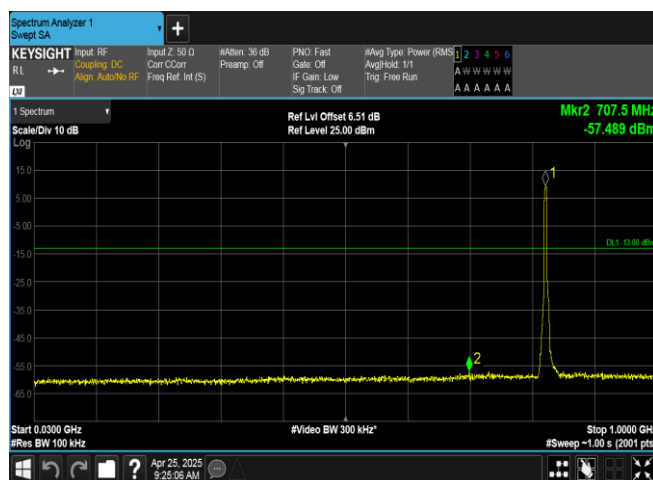 Spectrum Analyzer 1
Swept SA
+
KEYSIGHT Input: RF Input Z: 50 Ω #Atten: 36 dB PNO: Fast #Avg Type: Power (RMS 1 2 3 4 5 6
RL Coupling: DC Corr CCorr Preamp: Off Gate: Off Avg|Hold: 1/1 A W W W W W
Align: Auto/No RF Freq Ref: Int (S) IF Gain: Low Trig: Free Run
LXI Sig Track: Off A A A A A A
1 Spectrum Ref Lvl Offset 6.51 dB Mkr2 707.5 MHz
Scale/Div 10 dB Ref Level 25.00 dBm -57.489 dBm
Log
15.0 1
5.00
-5.00
DL1 -13.00 dBm
-25.0
-35.0
-45.0
-55.0 2
-65.0
Start 0.0300 GHz #Video BW 300 kHz* Stop 1.0000 GHz
#Res BW 100 kHz #Sweep ~1.00 s (2001 pts)
? Apr 25, 2025
9:25:06 AM